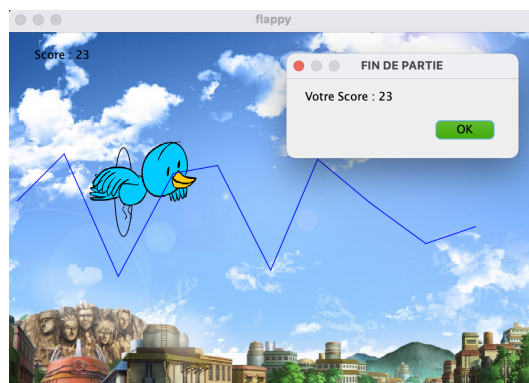 flappy
Score : 23
FIN DE PARTIE
Votre Score : 23
OK